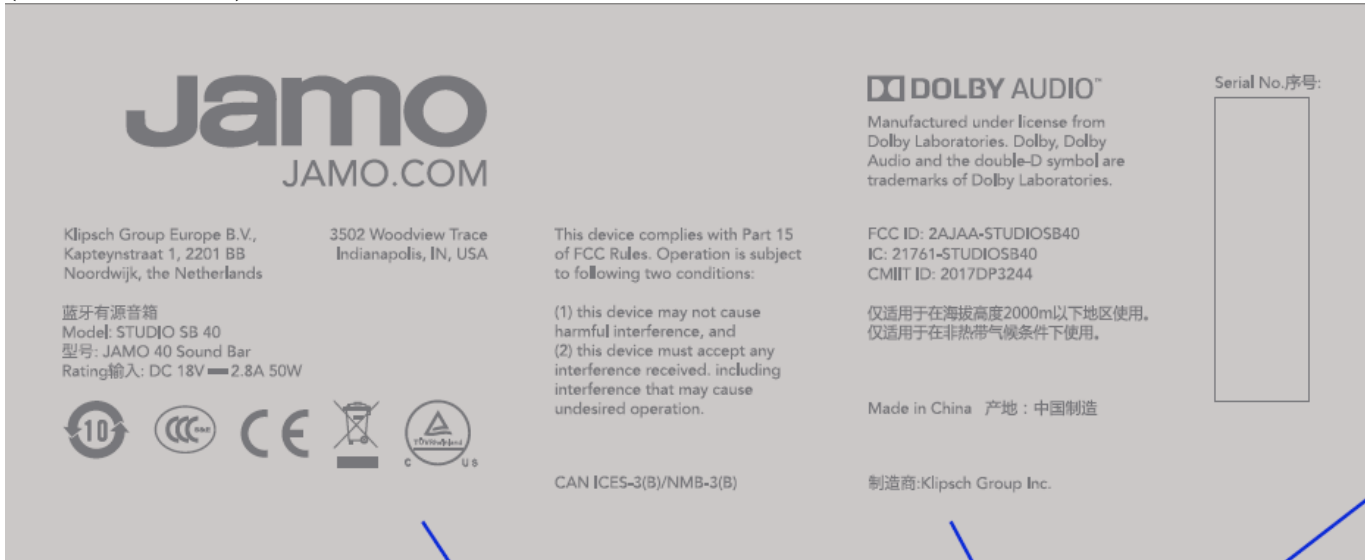 Jamo
JAMO.COM
Klipsch Group Europe B.V.,
Kapteynstraat 1, 2201 BB
Noordwijk, the Netherlands
3502 Woodview Trace
Indianapolis, IN, USA
蓝牙有源音箱
Model: STUDIO SB 40
型号: JAMO 40 Sound Bar
Rating输入: DC 18V ⎓ 2.8A 50W
10
CCC S&E
CE
TÜVRheinland
C US
This device complies with Part 15
of FCC Rules. Operation is subject
to following two conditions:
(1) this device may not cause
harmful interference, and
(2) this device must accept any
interference received. including
interference that may cause
undesired operation.
CAN ICES-3(B)/NMB-3(B)
DOLBY AUDIO™
Manufactured under license from
Dolby Laboratories. Dolby, Dolby
Audio and the double-D symbol are
trademarks of Dolby Laboratories.
FCC ID: 2AJAA-STUDIOSB40
IC: 21761-STUDIOSB40
CMIIT ID: 2017DP3244
仅适用于在海拔高度2000m以下地区使用。
仅适用于在非热带气候条件下使用。
Made in China 产地：中国制造
制造商:Klipsch Group Inc.
Serial No.序号: